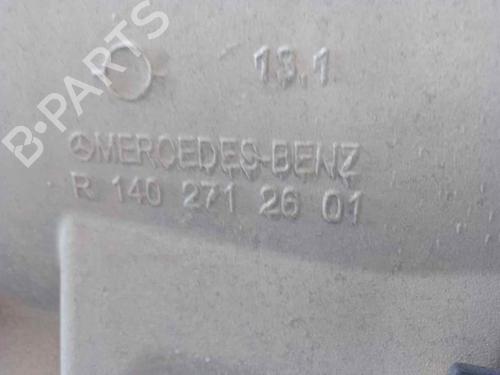 B-PARTS
13.1
MERCEDES-BENZ
R 140 271 26 01